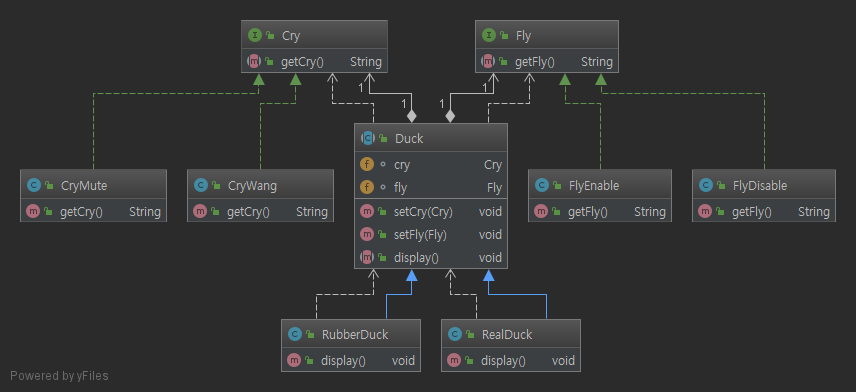 Cry
getCry() String
Fly
getFly() String
1 1
Duck
cry Cry
fly Fly
setCry(Cry) void
setFly(Fly) void
display() void
CryMute
getCry() String
CryWang
getCry() String
FlyEnable
getFly() String
FlyDisable
getFly() String
RubberDuck
display() void
RealDuck
display() void
Powered by yFiles